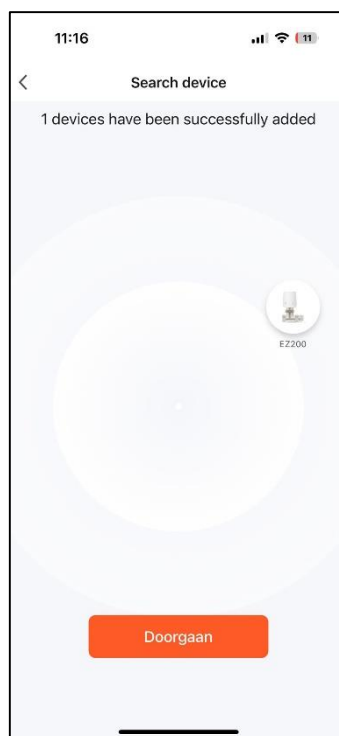 11:16
11
Search device
1 devices have been successfully added
EZ200
Doorgaan